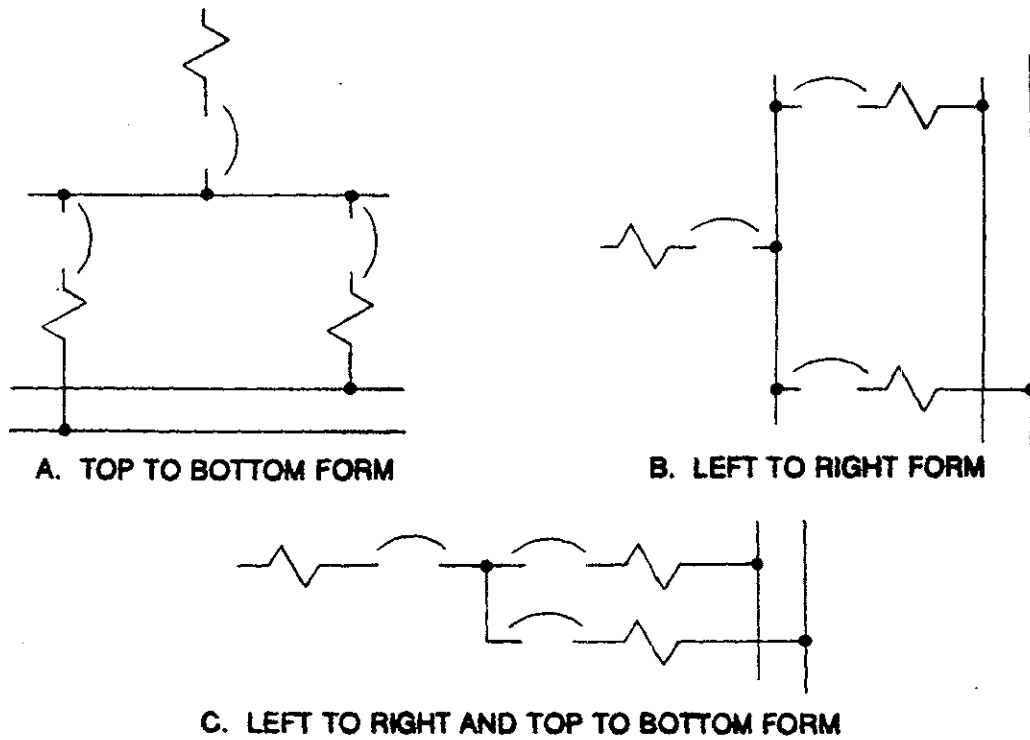 A. TOP TO BOTTOM FORM
B. LEFT TO RIGHT FORM
C. LEFT TO RIGHT AND TOP TO BOTTOM FORM